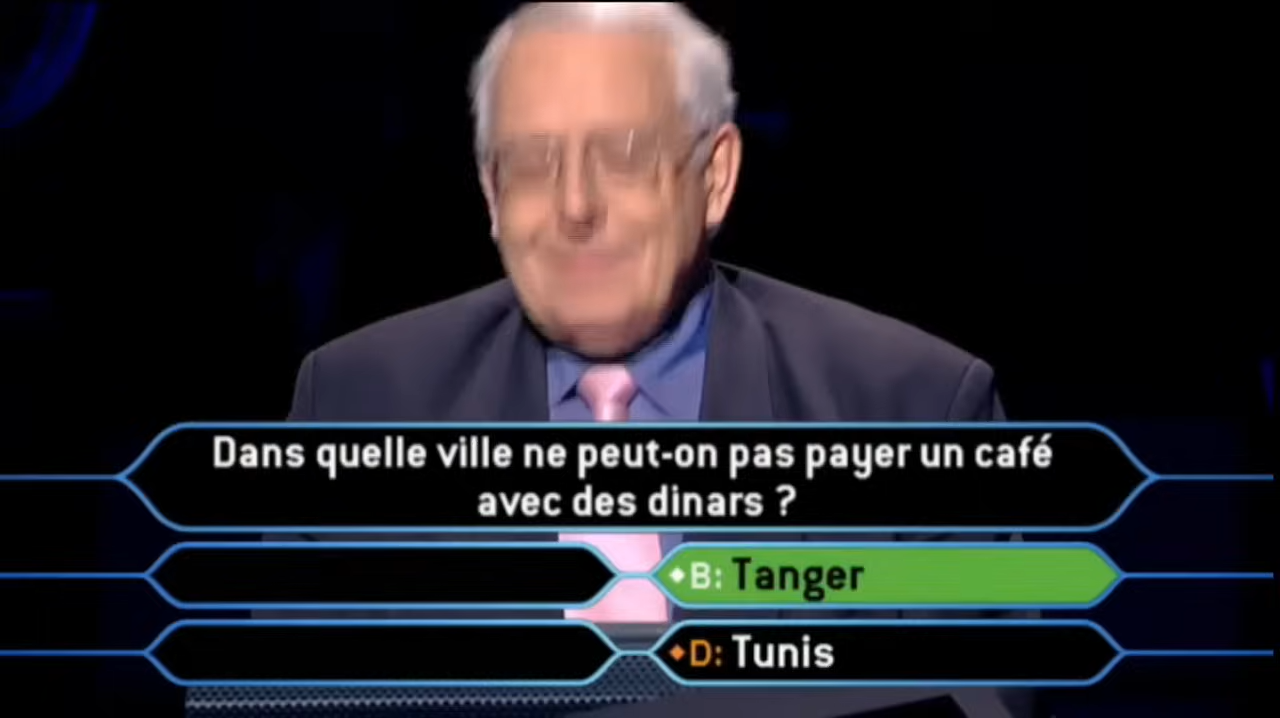 Dans quelle ville ne peut-on pas payer un café
avec des dinars ?
B: Tanger
D: Tunis